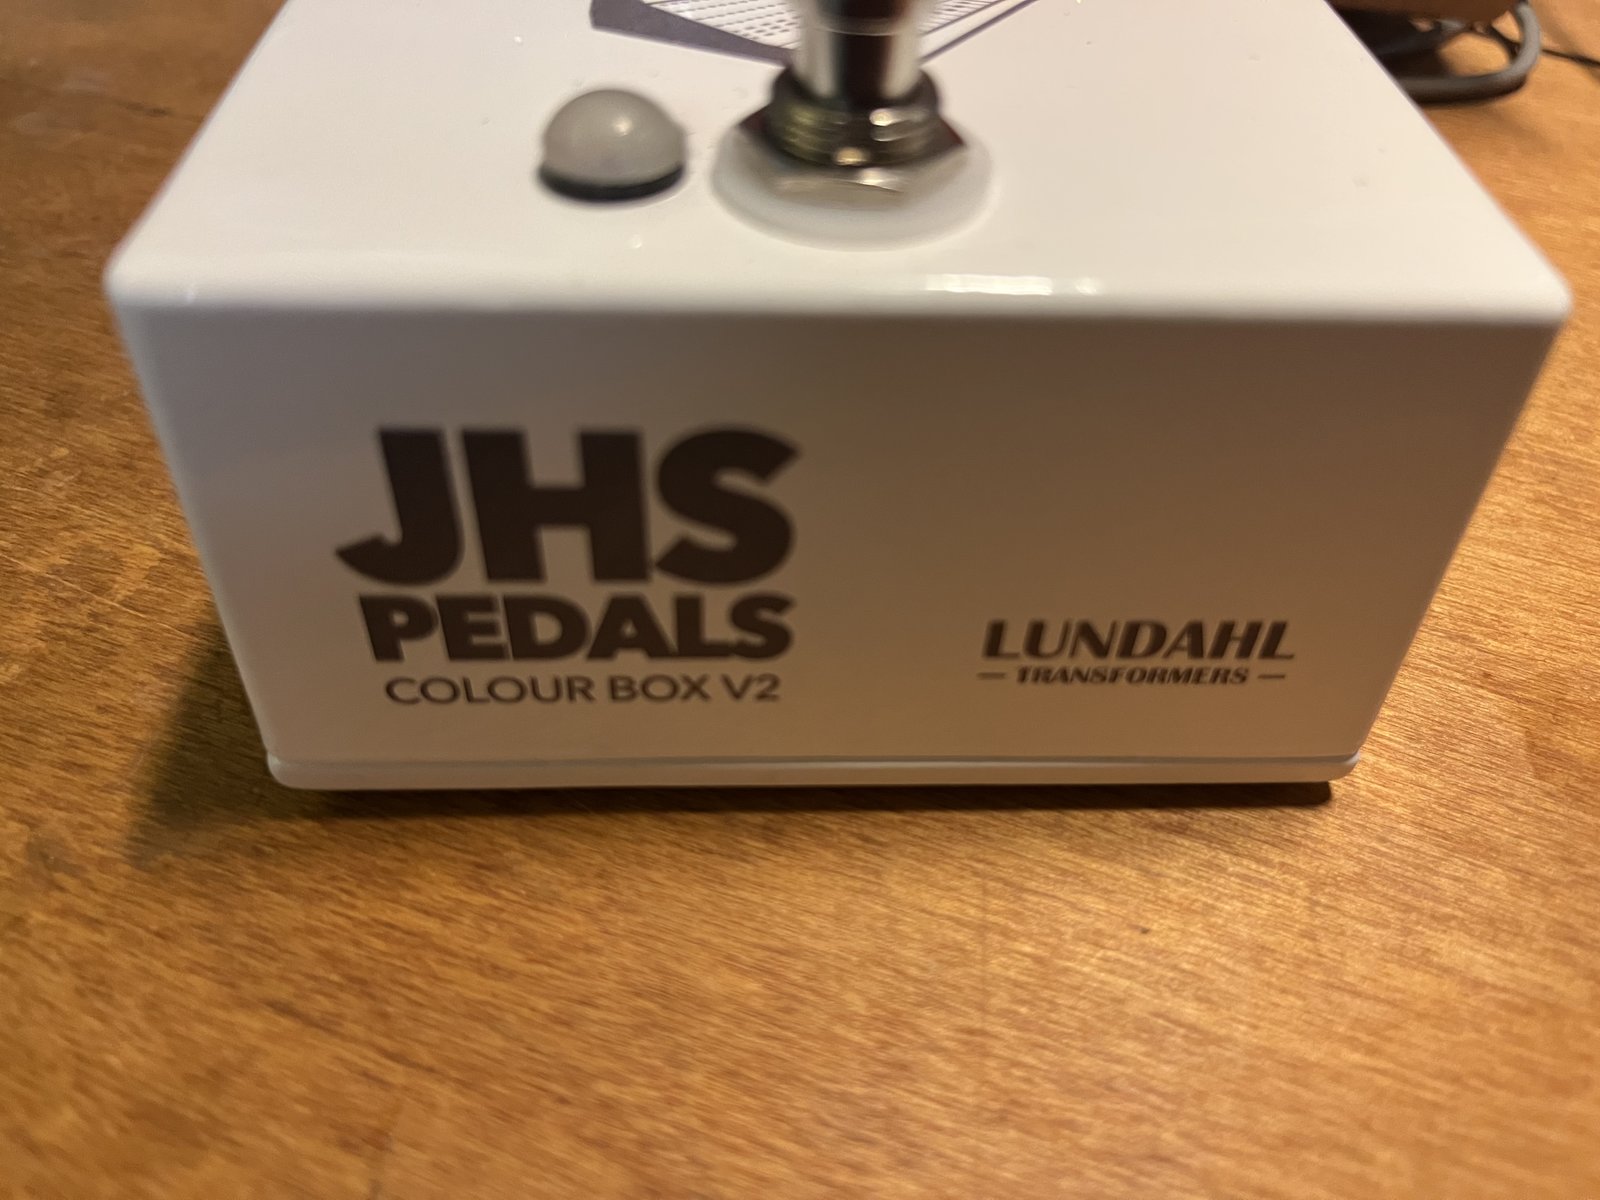 JHS
PEDALS
COLOUR BOX V2
LUNDAHL
— TRANSFORMERS —